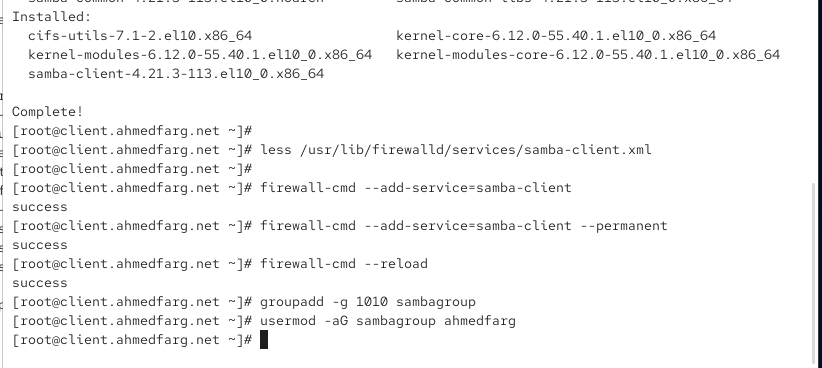 Installed:
cifs-utils-7.1-2.el10.x86_64 kernel-core-6.12.0-55.40.1.el10_0.x86_64
kernel-modules-6.12.0-55.40.1.el10_0.x86_64 kernel-modules-core-6.12.0-55.40.1.el10_0.x86_64
samba-client-4.21.3-113.el10_0.x86_64
Complete!
[root@client.ahmedfarg.net ~]#
[root@client.ahmedfarg.net ~]# less /usr/lib/firewalld/services/samba-client.xml
[root@client.ahmedfarg.net ~]#
[root@client.ahmedfarg.net ~]# firewall-cmd --add-service=samba-client
success
[root@client.ahmedfarg.net ~]# firewall-cmd --add-service=samba-client --permanent
success
[root@client.ahmedfarg.net ~]# firewall-cmd --reload
success
[root@client.ahmedfarg.net ~]# groupadd -g 1010 sambagroup
[root@client.ahmedfarg.net ~]# usermod -aG sambagroup ahmedfarg
[root@client.ahmedfarg.net ~]#